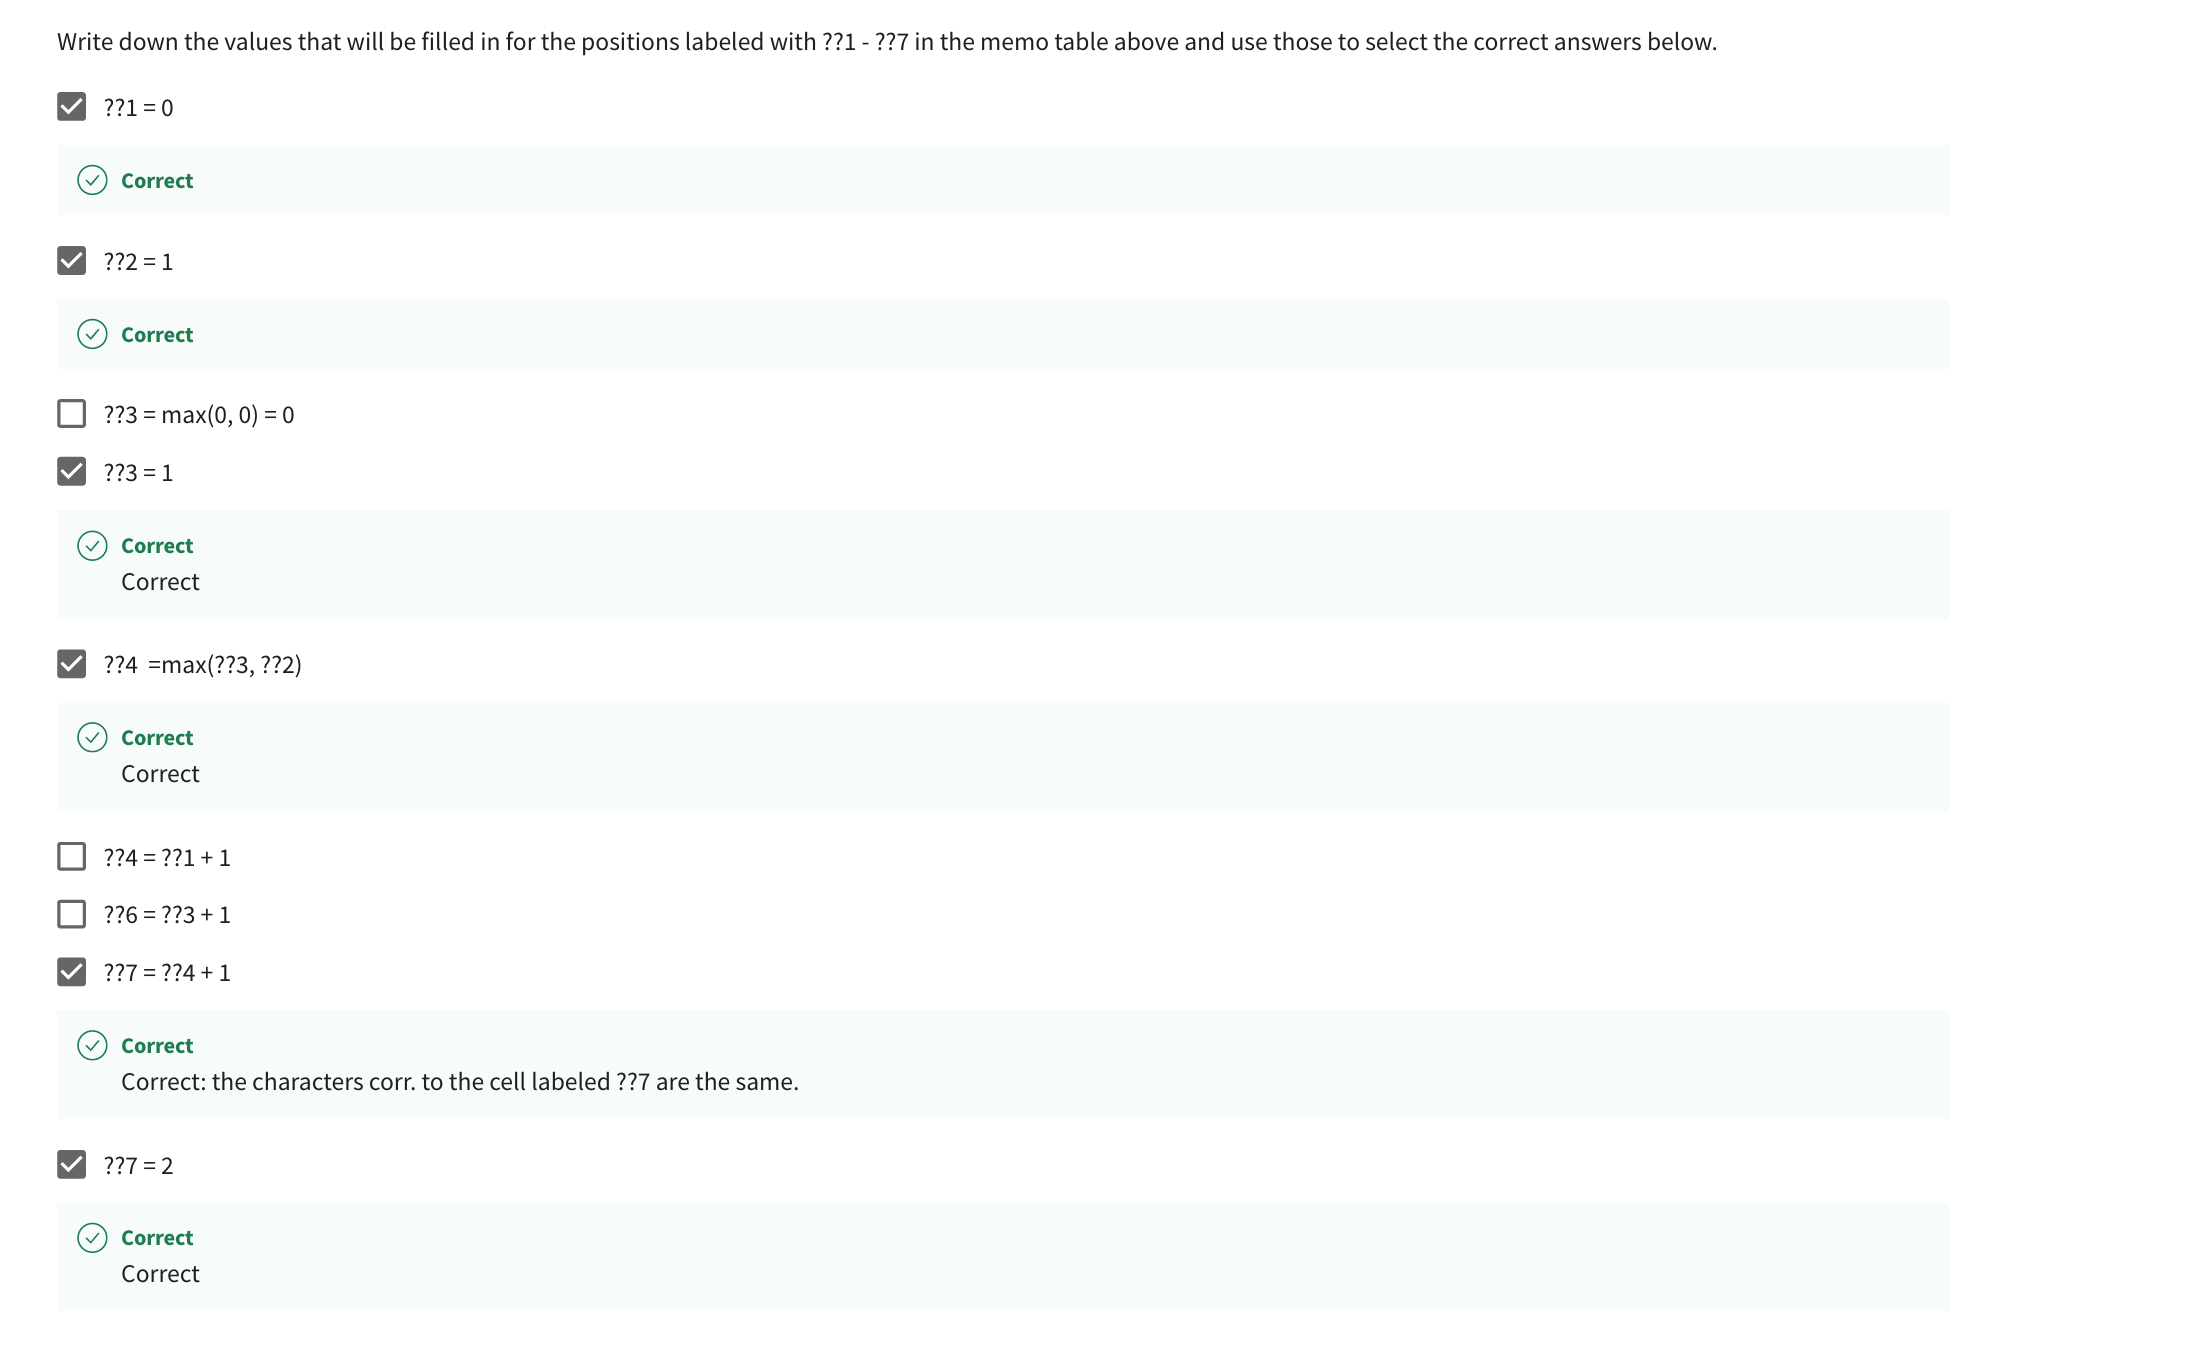 Write down the values that will be filled in for the positions labeled with ??1 - ??7 in the memo table above and use those to select the correct answers below.
??1 = 0
Correct
??2 = 1
Correct
??3 = max(0, 0) = 0
??3 = 1
Correct
Correct
??4 =max(??3, ??2)
Correct
Correct
??4 = ??1 + 1
??6 = ??3 + 1
??7 = ??4 + 1
Correct
Correct: the characters corr. to the cell labeled ??7 are the same.
??7 = 2
Correct
Correct